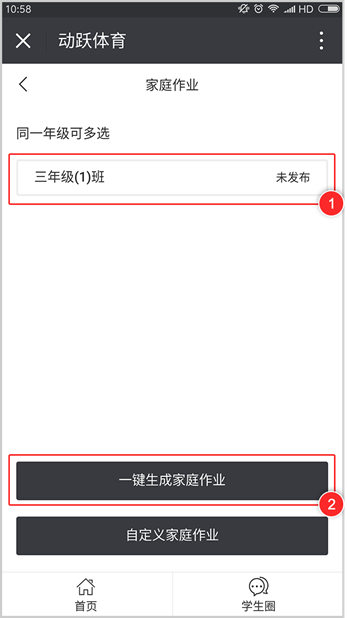 10:58 HD
动跃体育
家庭作业
同一年级可多选
三年级(1)班 未发布
1
一键生成家庭作业
2
自定义家庭作业
首页 学生圈